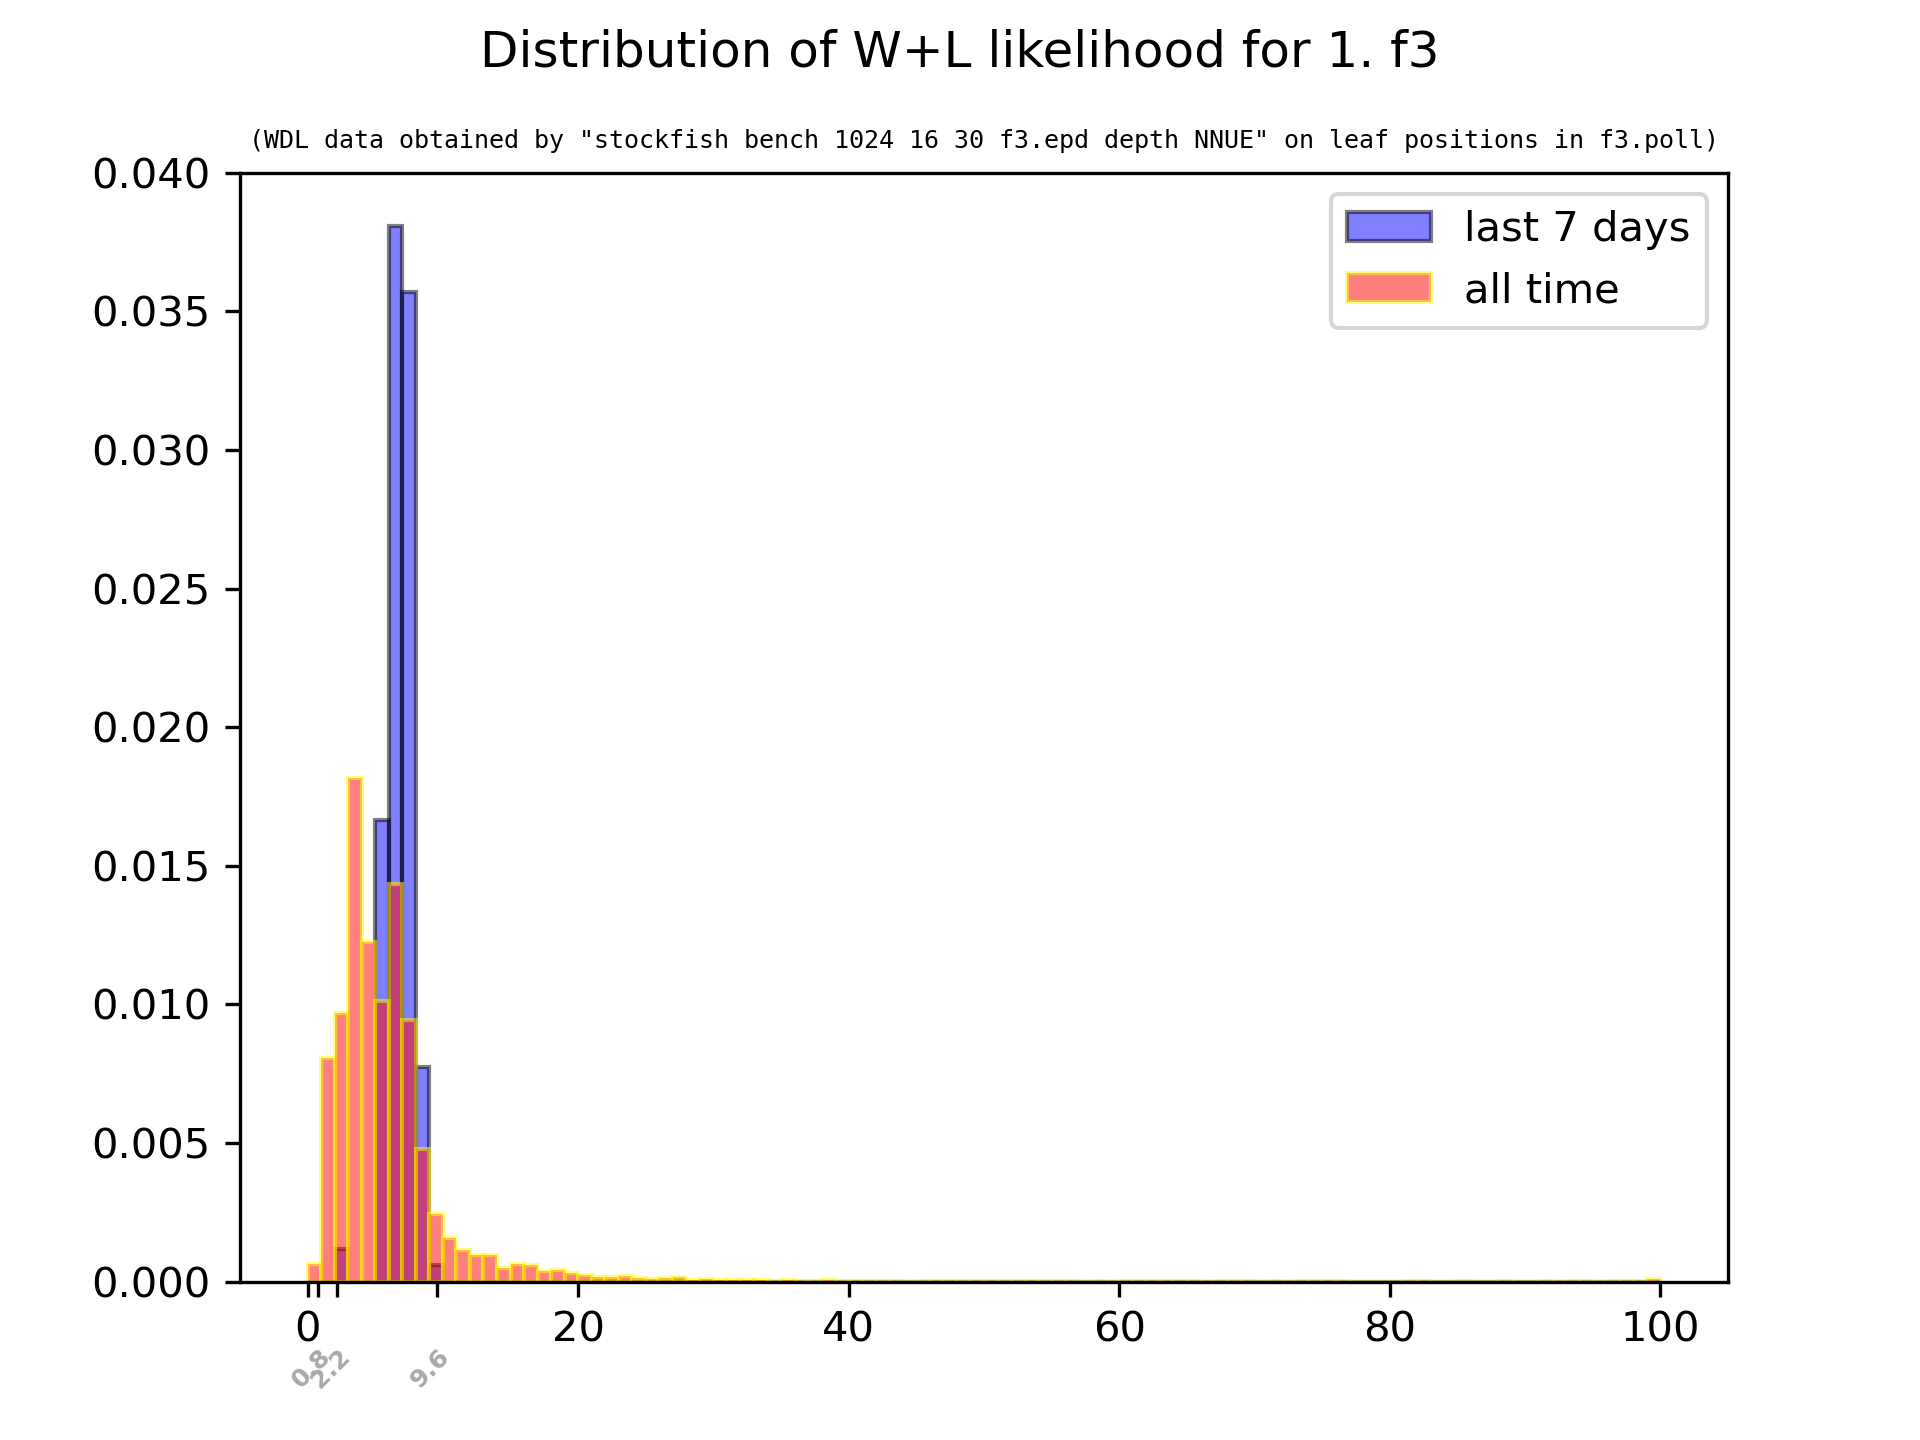 Distribution of W+L likelihood for 1. f3
(WDL data obtained by "stockfish bench 1024 16 30 f3.epd depth NNUE" on leaf positions in f3.poll)
last 7 days
all time
0.040
0.035
0.030
0.025
0.020
0.015
0.010
0.005
0.000
0 20 40 60 80 100
0.8 2.2 9.6